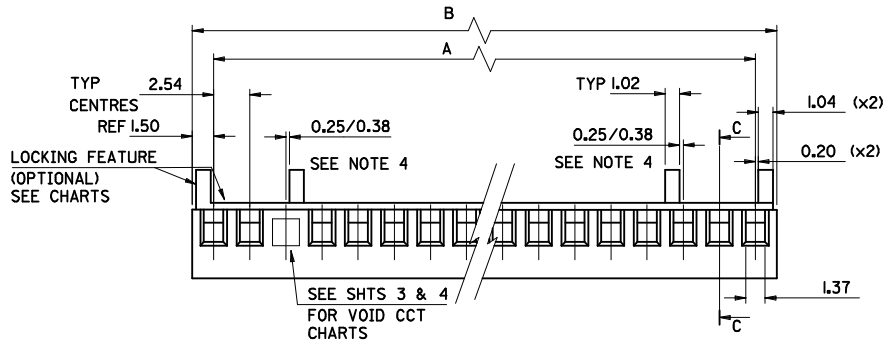 B
A
TYP 2.54
CENTRES
REF 1.50
0.25/0.38
SEE NOTE 4
LOCKING FEATURE
(OPTIONAL)
SEE CHARTS
TYP 1.02
0.25/0.38
SEE NOTE 4
C
1.04 (x2)
0.20 (x2)
SEE SHTS 3 & 4
FOR VOID CCT
CHARTS
1.37
C